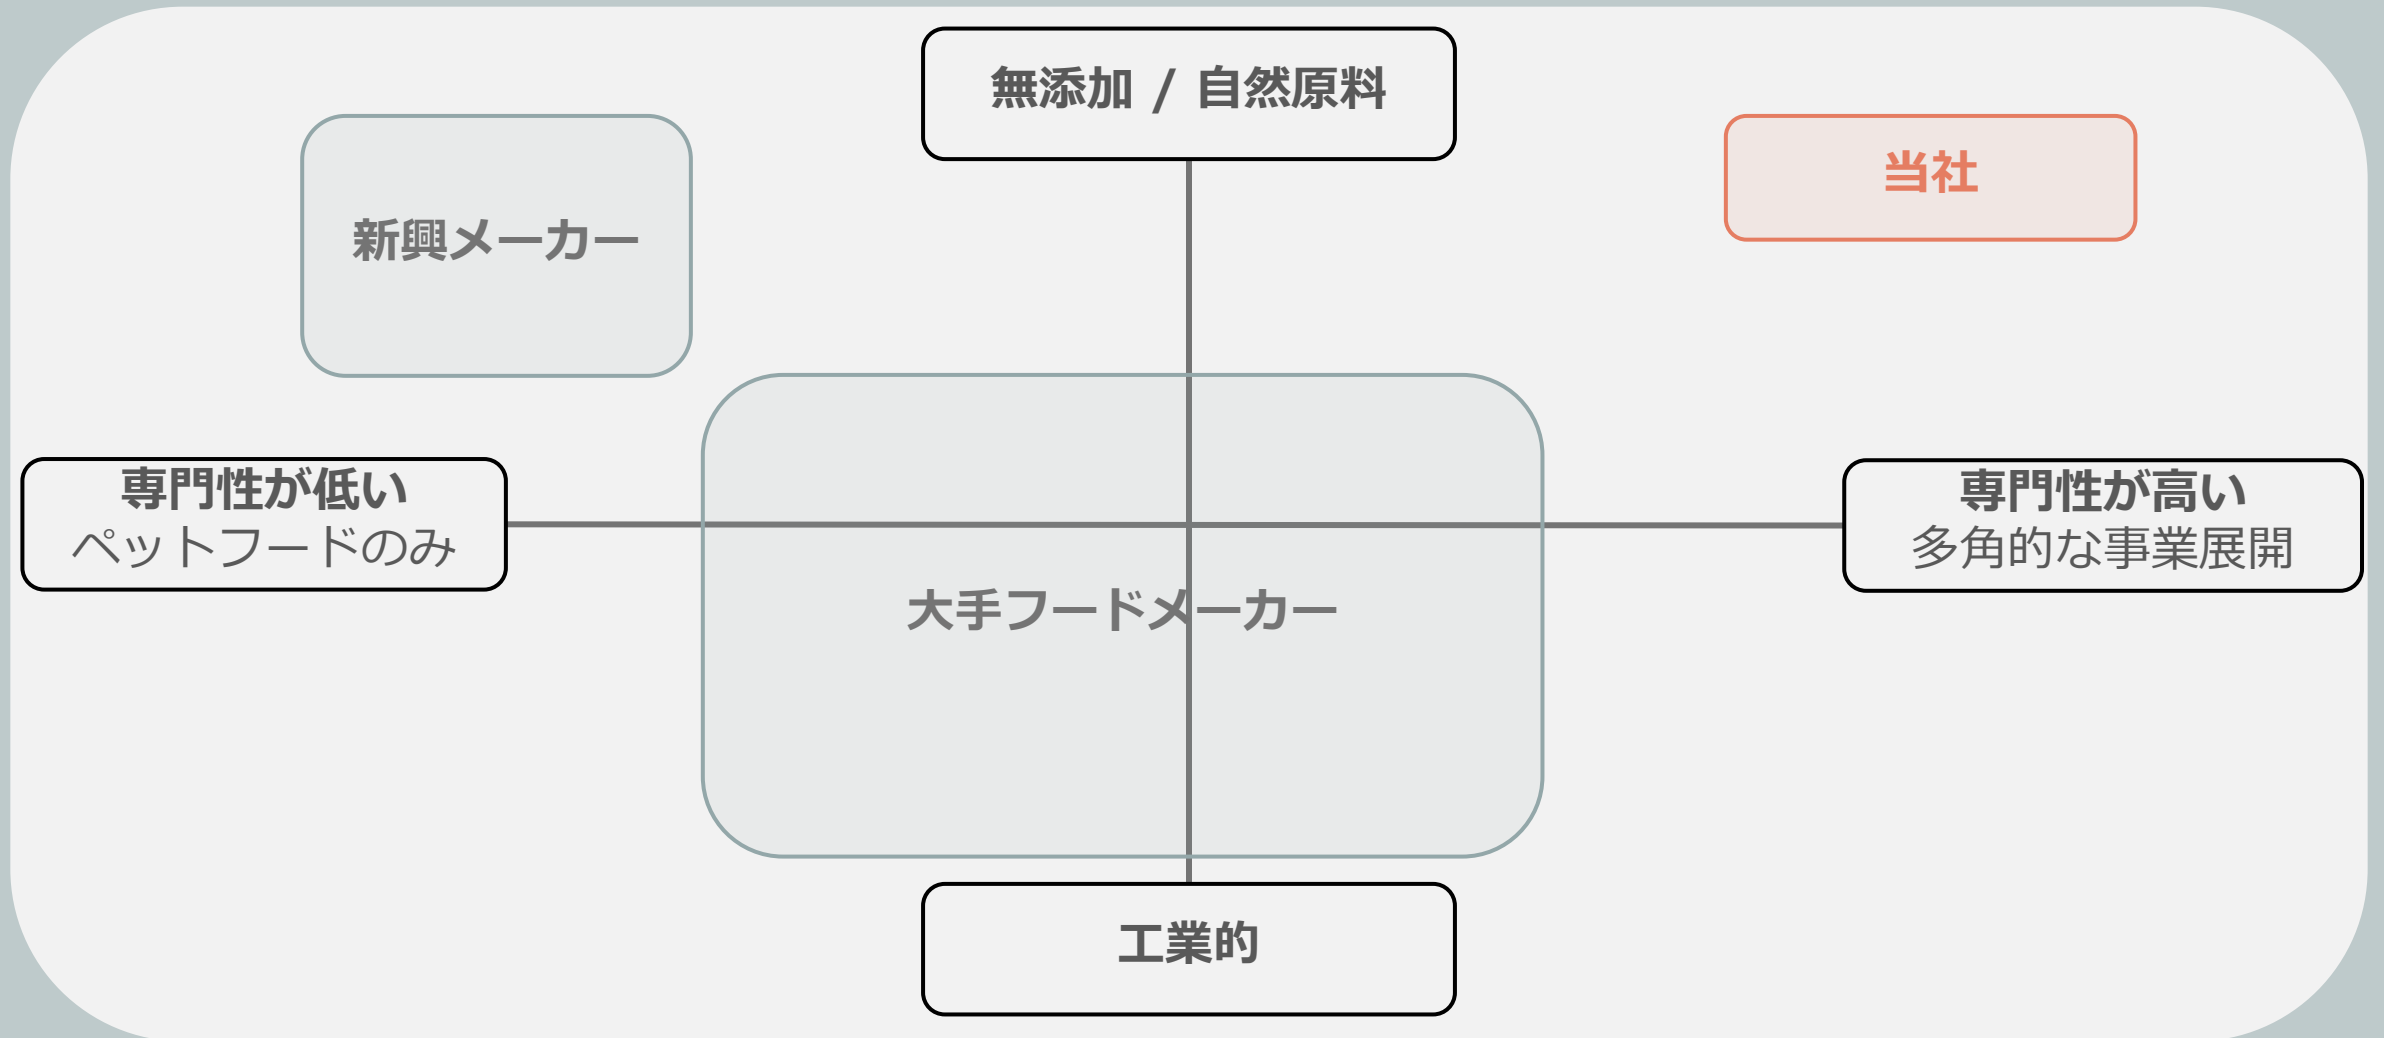 無添加 / 自然原料
当社
新興メーカー
専門性が低い
ペットフードのみ
専門性が高い
多角的な事業展開
大手フードメーカー
工業的